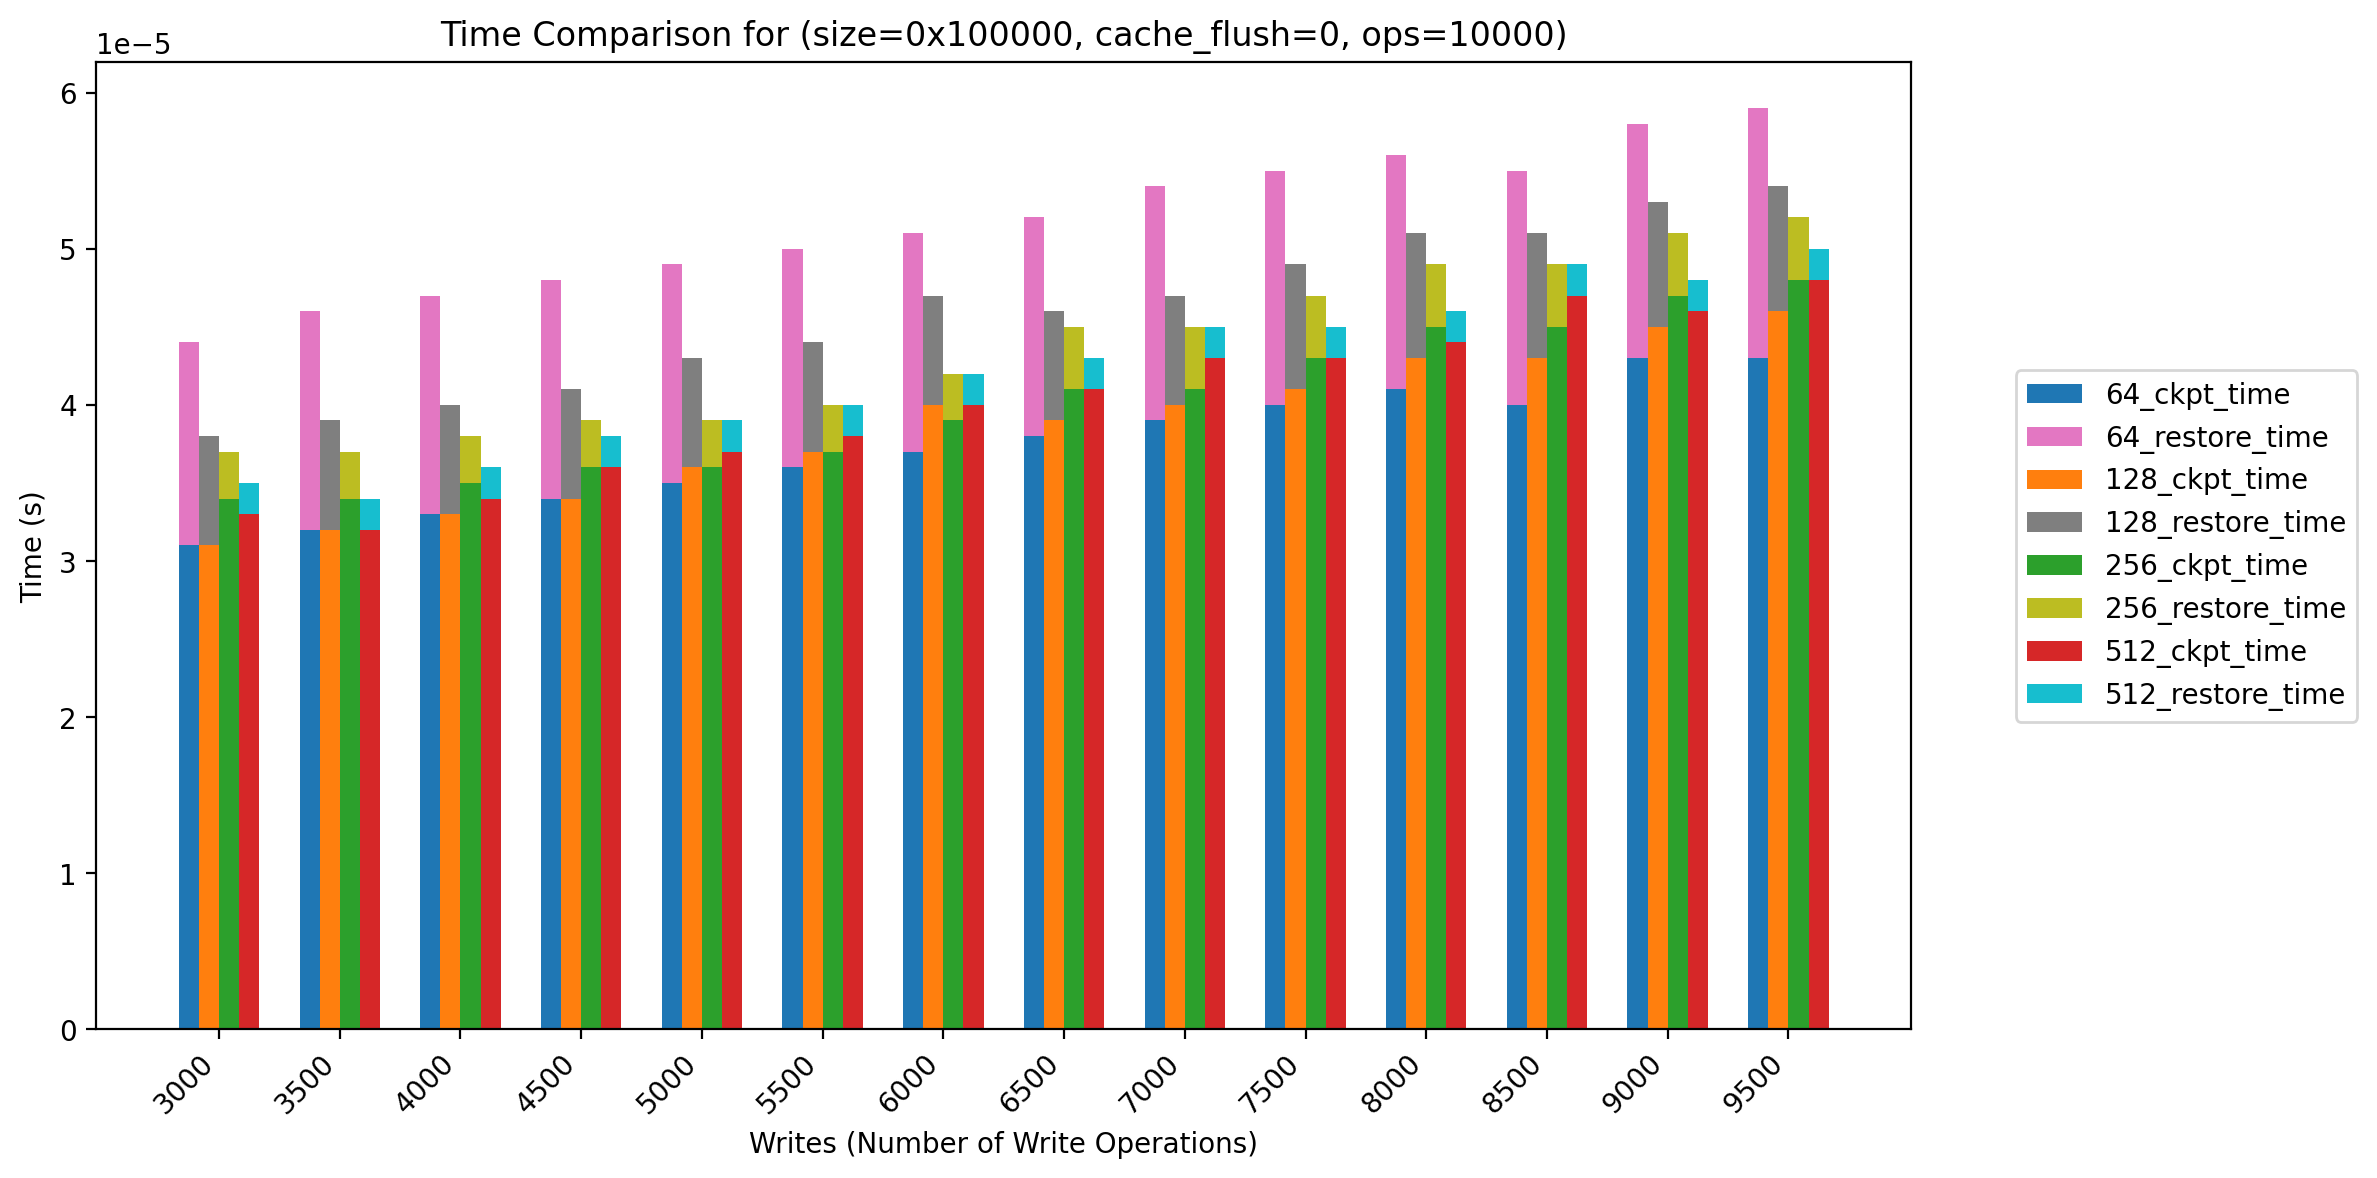 Time Comparison for (size=0x100000, cache_flush=0, ops=10000)
1e−5
6
5
4
3
2
1
0
Time (s)
3000
3500
4000
4500
5000
5500
6000
6500
7000
7500
8000
8500
9000
9500
Writes (Number of Write Operations)
64_ckpt_time
64_restore_time
128_ckpt_time
128_restore_time
256_ckpt_time
256_restore_time
512_ckpt_time
512_restore_time